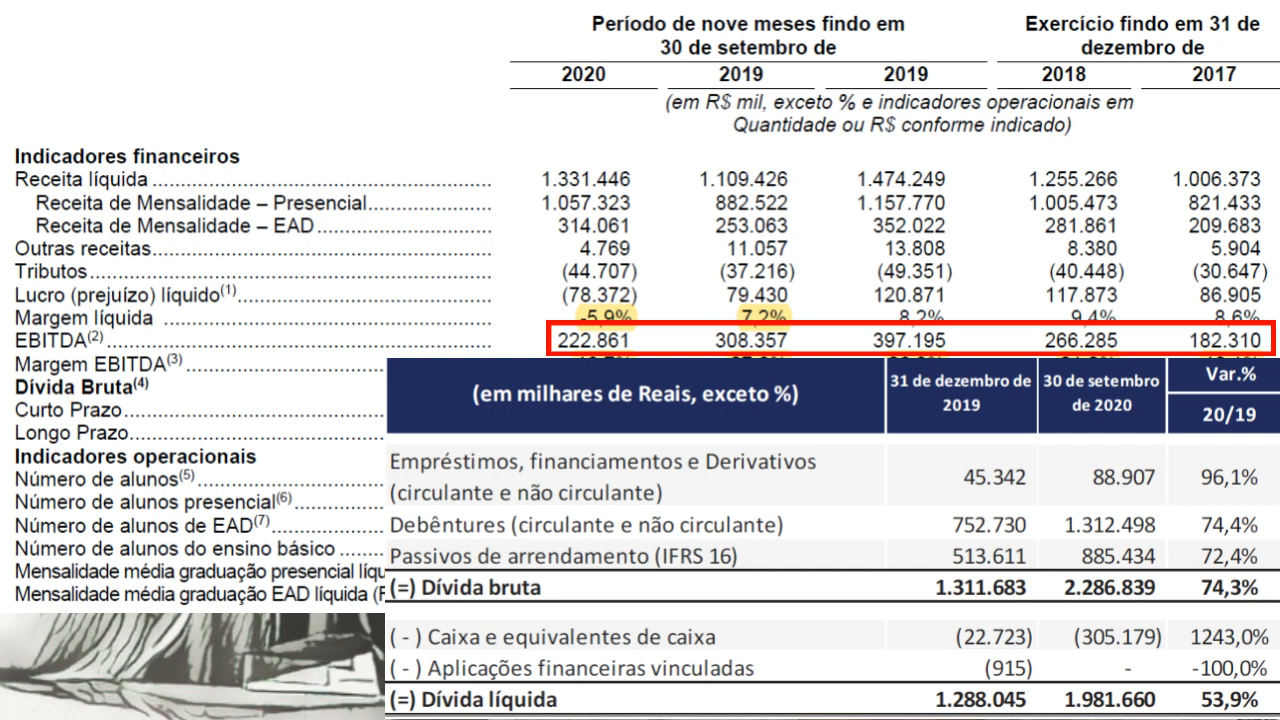 Período de nove meses findo em
30 de setembro de
Exercício findo em 31 de
dezembro de
2020 2019 2019 2018 2017
(em R$ mil, exceto % e indicadores operacionais em
Quantidade ou R$ conforme indicado)
Indicadores financeiros
Receita líquida 1.331.446 1.109.426 1.474.249 1.255.266 1.006.373
Receita de Mensalidade – Presencial 1.057.323 882.522 1.157.770 1.005.473 821.433
Receita de Mensalidade – EAD 314.061 253.063 352.022 281.861 209.683
Outras receitas 4.769 11.057 13.808 8.380 5.904
Tributos (44.707) (37.216) (49.351) (40.448) (30.647)
Lucro (prejuízo) líquido(1) (78.372) 79.430 120.871 117.873 86.905
Margem líquida -5,9% 7,2% 8,2% 9,4% 8,6%
EBITDA(2) 222.861 308.357 397.195 266.285 182.310
Margem EBITDA(3)
Dívida Bruta(4)
Curto Prazo
Longo Prazo
Indicadores operacionais
Número de alunos(5)
Número de alunos presencial(6)
Número de alunos de EAD(7)
Número de alunos do ensino básico
Mensalidade média graduação presencial
Mensalidade média graduação EAD líquida
(em milhares de Reais, exceto %) 31 de dezembro de 2019 30 de setembro de 2020 Var.% 20/19
Empréstimos, financiamentos e Derivativos
(circulante e não circulante) 45.342 88.907 96,1%
Debêntures (circulante e não circulante) 752.730 1.312.498 74,4%
Passivos de arrendamento (IFRS 16) 513.611 885.434 72,4%
(=) Dívida bruta 1.311.683 2.286.839 74,3%
( - ) Caixa e equivalentes de caixa (22.723) (305.179) 1243,0%
( - ) Aplicações financeiras vinculadas (915) - -100,0%
(=) Dívida líquida 1.288.045 1.981.660 53,9%